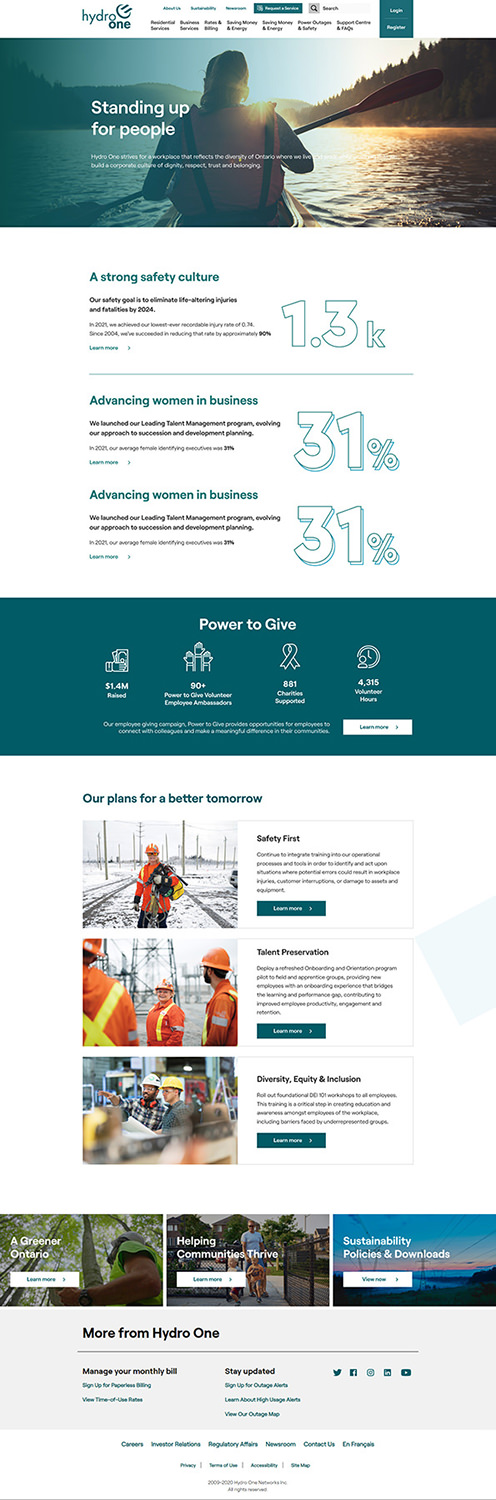 hydro one
About Us
Sustainability
Newsroom
Request a Service
Search
Login
Register
Residential Services
Business Services
Rates & Billing
Saving Money & Energy
Saving Money & Energy
Power Outages & Safety
Support Centre & FAQs
Standing up
for people
Hydro One strives for a workplace that reflects the diversity of Ontario where we live
build a corporate culture of dignity, respect, trust and belonging.
A strong safety culture
Our safety goal is to eliminate life-altering injuries
and fatalities by 2024.
In 2021, we achieved our lowest-ever recordable injury rate of 0.74.
Since 2004, we've succeeded in reducing that rate by approximately 90%
Learn more
1.3 k
Advancing women in business
We launched our Leading Talent Management program, evolving
our approach to succession and development planning.
In 2021, our average female identifying executives was 31%
Learn more
31%
Advancing women in business
We launched our Leading Talent Management program, evolving
our approach to succession and development planning.
In 2021, our average female identifying executives was 31%
Learn more
31%
Power to Give
$1.4M
Raised
90+
Power to Give Volunteer
Employee Ambassadors
881
Charities
Supported
4,315
Volunteer
Hours
Our employee giving campaign, Power to Give provides opportunities for employees to
connect with colleagues and make a meaningful difference in their communities.
Learn more
Our plans for a better tomorrow
Safety First
Continue to integrate training into our operational
processes and tools in order to identify and act upon
situations where potential errors could result in workplace
injuries, customer interruptions, or damage to assets and
equipment.
Learn more
Talent Preservation
Deploy a refreshed Onboarding and Orientation program
pilot to field and apprentice groups, providing new
employees with an onboarding experience that bridges
the learning and performance gap, contributing to
improved employee productivity, engagement and
retention.
Learn more
Diversity, Equity & Inclusion
Roll out foundational DEI 101 workshops to all employees.
This training is a critical step in creating education and
awareness amongst employees of the workplace,
including barriers faced by underrepresented groups.
Learn more
A Greener
Ontario
Learn more
Helping
Communities Thrive
Learn more
Sustainability
Policies & Downloads
View now
More from Hydro One
Manage your monthly bill
Sign Up for Paperless Billing
View Time-of-Use Rates
Stay updated
Sign Up for Outage Alerts
Learn About High Usage Alerts
View Our Outage Map
Careers
Investor Relations
Regulatory Affairs
Newsroom
Contact Us
En Français
Privacy
Terms of Use
Accessibility
Site Map
2009-2020 Hydro One Networks Inc.
All rights reserved.